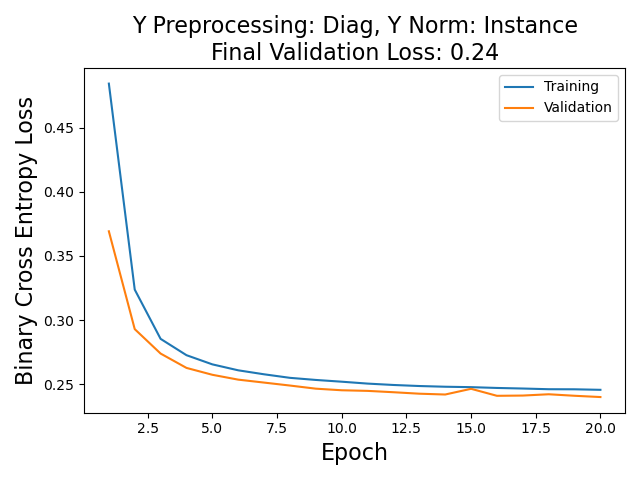 Y Preprocessing: Diag, Y Norm: Instance
Final Validation Loss: 0.24
Training
Validation
Binary Cross Entropy Loss
0.45
0.40
0.35
0.30
0.25
2.5 5.0 7.5 10.0 12.5 15.0 17.5 20.0
Epoch